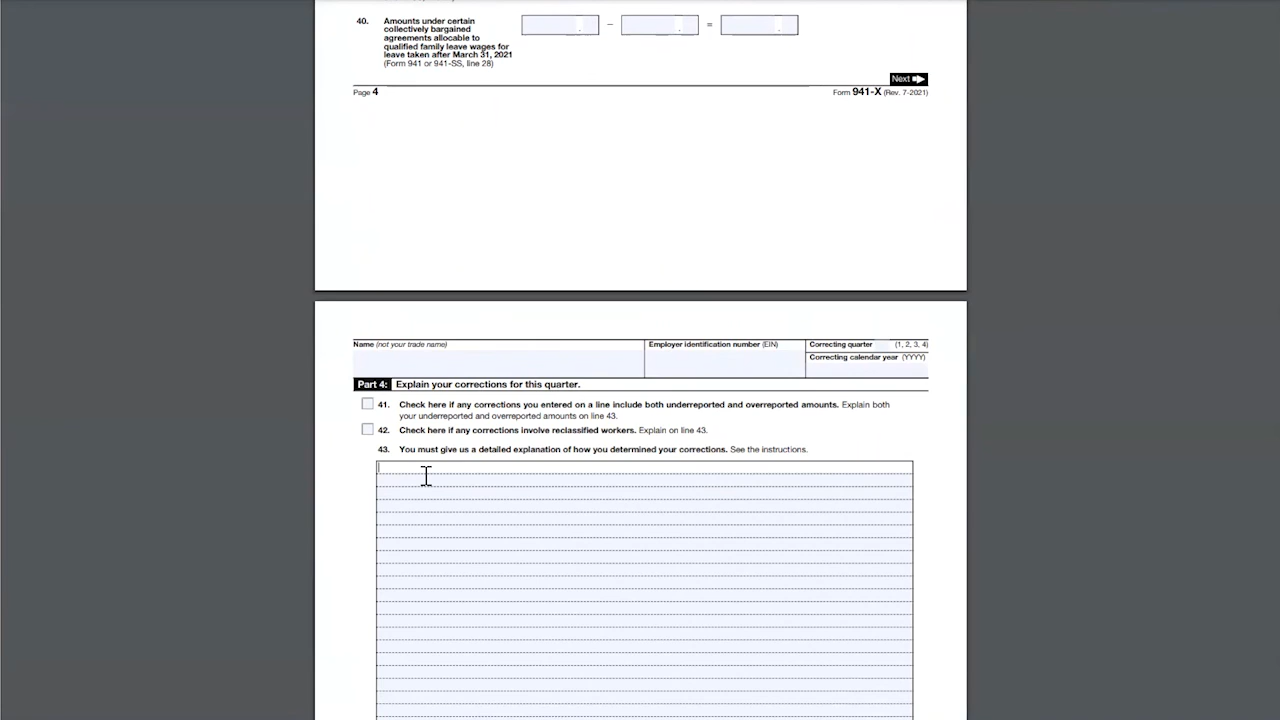 40. Amounts under certain
collectively bargained
agreements allocable to
qualified family leave wages for
leave taken after March 31, 2021
(Form 941 or 941-SS, line 28)
. – . = .
Next
Page 4 Form 941-X (Rev. 7-2021)
Name (not your trade name) Employer identification number (EIN) Correcting quarter (1, 2, 3, 4)
Correcting calendar year (YYYY)
Part 4: Explain your corrections for this quarter.
41. Check here if any corrections you entered on a line include both underreported and overreported amounts. Explain both
your underreported and overreported amounts on line 43.
42. Check here if any corrections involve reclassified workers. Explain on line 43.
43. You must give us a detailed explanation of how you determined your corrections. See the instructions.